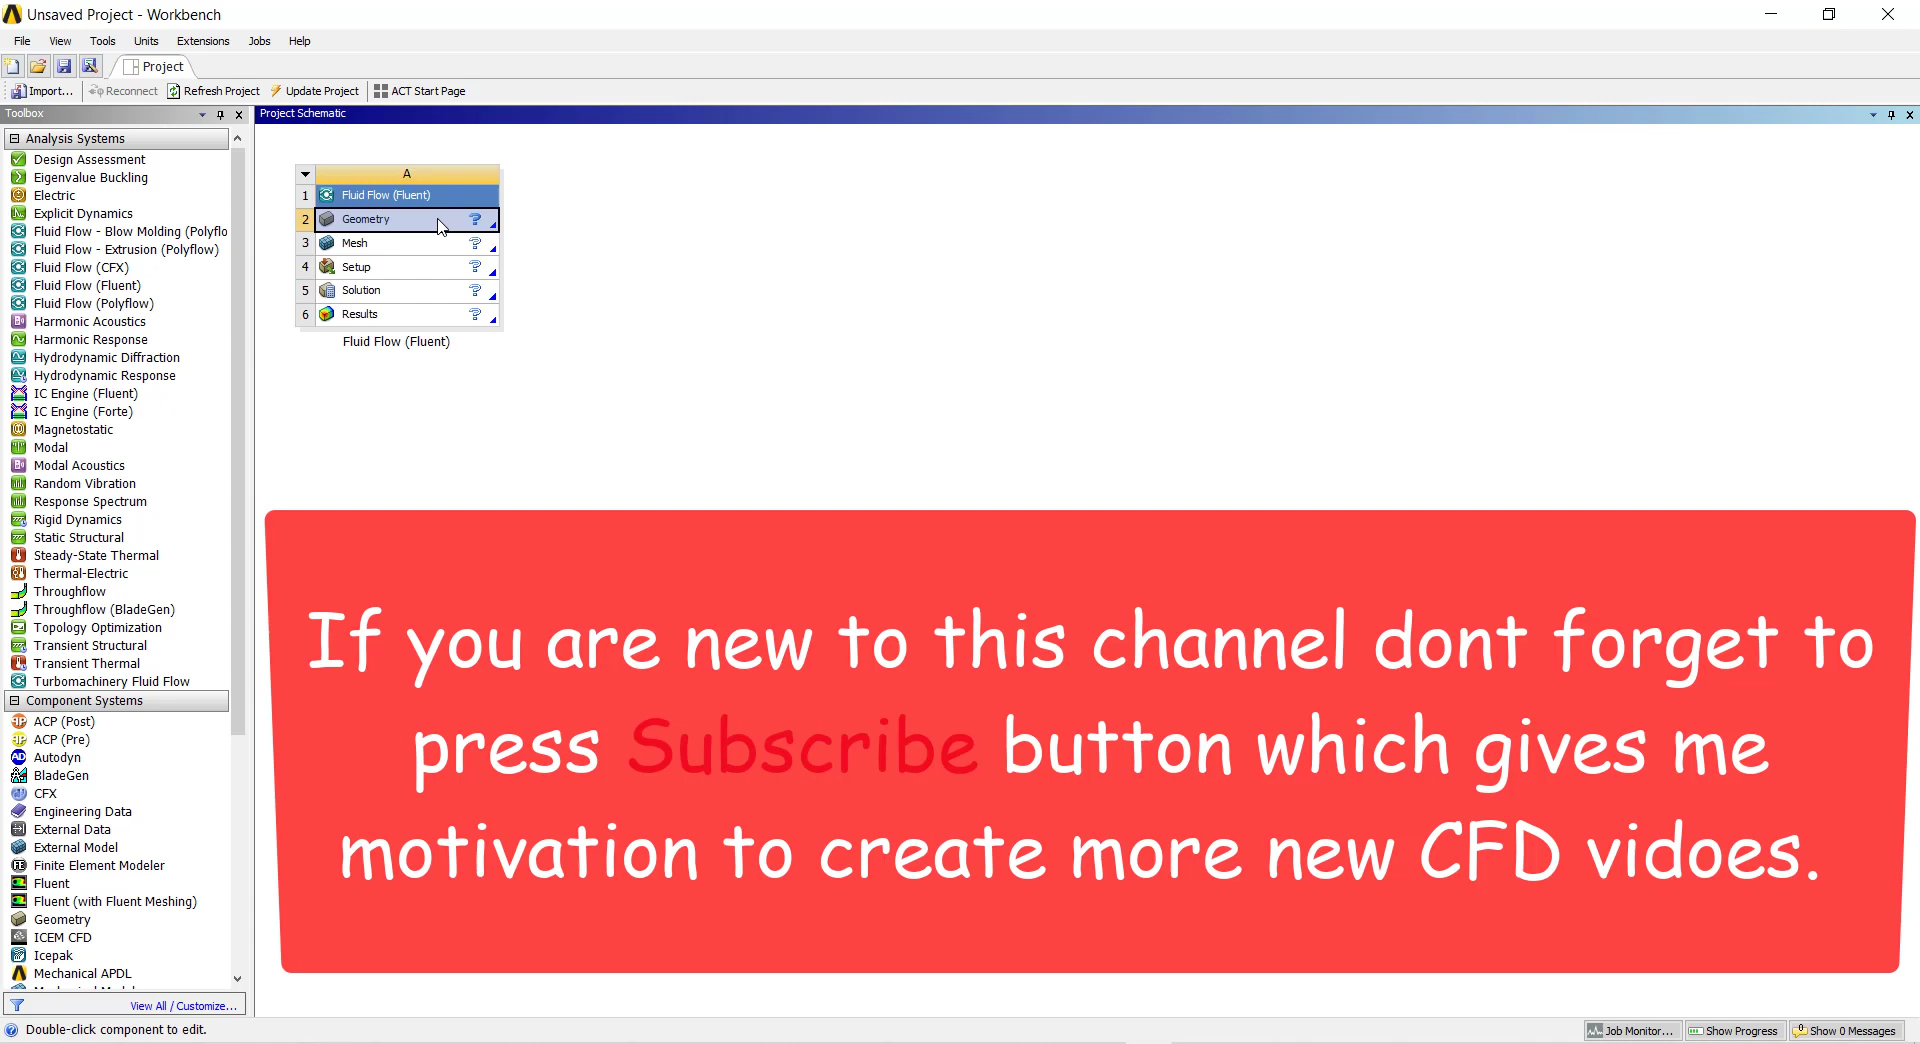 Unsaved Project - Workbench
File View Tools Units Extensions Jobs Help
Project
Import... Reconnect Refresh Project Update Project ACT Start Page
Toolbox
Project Schematic
Analysis Systems
Design Assessment
Eigenvalue Buckling
Electric
Explicit Dynamics
Fluid Flow - Blow Molding (Polyflo
Fluid Flow - Extrusion (Polyflow)
Fluid Flow (CFX)
Fluid Flow (Fluent)
Fluid Flow (Polyflow)
Harmonic Acoustics
Harmonic Response
Hydrodynamic Diffraction
Hydrodynamic Response
IC Engine (Fluent)
IC Engine (Forte)
Magnetostatic
Modal
Modal Acoustics
Random Vibration
Response Spectrum
Rigid Dynamics
Static Structural
Steady-State Thermal
Thermal-Electric
Throughflow
Throughflow (BladeGen)
Topology Optimization
Transient Structural
Transient Thermal
Turbomachinery Fluid Flow
Component Systems
ACP (Post)
ACP (Pre)
Autodyn
BladeGen
CFX
Engineering Data
External Data
External Model
Finite Element Modeler
Fluent
Fluent (with Fluent Meshing)
Geometry
ICEM CFD
Icepak
Mechanical APDL
View All / Customize...
A
1 Fluid Flow (Fluent)
2 Geometry ?
3 Mesh ?
4 Setup ?
5 Solution ?
6 Results ?
Fluid Flow (Fluent)
If you are new to this channel dont forget to
press Subscribe button which gives me
motivation to create more new CFD vidoes.
Double-click component to edit.
Job Monitor... Show Progress Show 0 Messages